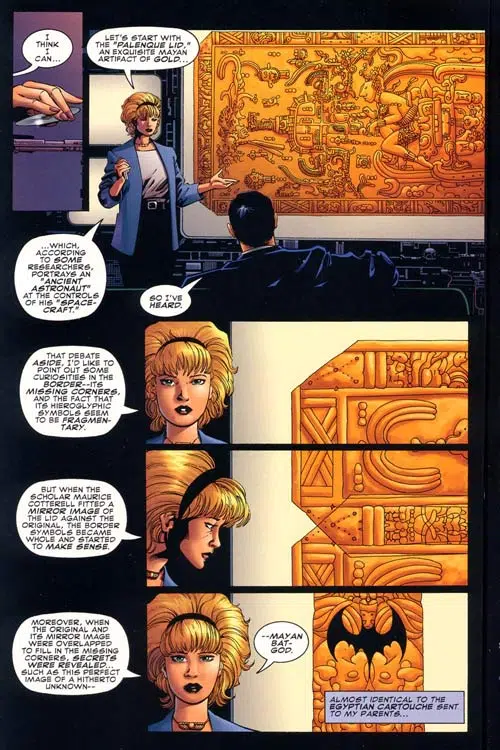 I
THINK
I
CAN...
LET'S START WITH
THE "PALENQUE LID,"
AN EXQUISITE MAYAN
ARTIFACT OF GOLD...
...WHICH,
ACCORDING
TO SOME
RESEARCHERS,
PORTRAYS AN
"ANCIENT
ASTRONAUT"
AT THE CONTROLS
OF HIS "SPACE-
CRAFT."
SO I'VE
HEARD.
THAT DEBATE
ASIDE, I'D LIKE TO
POINT OUT SOME
CURIOSITIES IN THE
BORDER--ITS
MISSING CORNERS,
AND THE FACT THAT
ITS HIEROGLYPHIC
SYMBOLS SEEM
TO BE FRAGMEN-
TARY.
BUT WHEN THE
SCHOLAR MAURICE
COTTERELL FITTED A
MIRROR IMAGE OF
THE LID AGAINST THE
ORIGINAL, THE BORDER
SYMBOLS BECAME
WHOLE AND STARTED
TO MAKE SENSE.
MOREOVER, WHEN
THE ORIGINAL AND
ITS MIRROR IMAGE
WERE OVERLAPPED
TO FILL IN THE MISSING
CORNERS, SECRETS
WERE REVEALED...
SUCH AS THIS PERFECT
IMAGE OF A HITHERTO
UNKNOWN--
--MAYAN
BAT-
GOD.
ALMOST IDENTICAL TO THE
EGYPTIAN CARTOUCHE SENT
TO MY PARENTS...